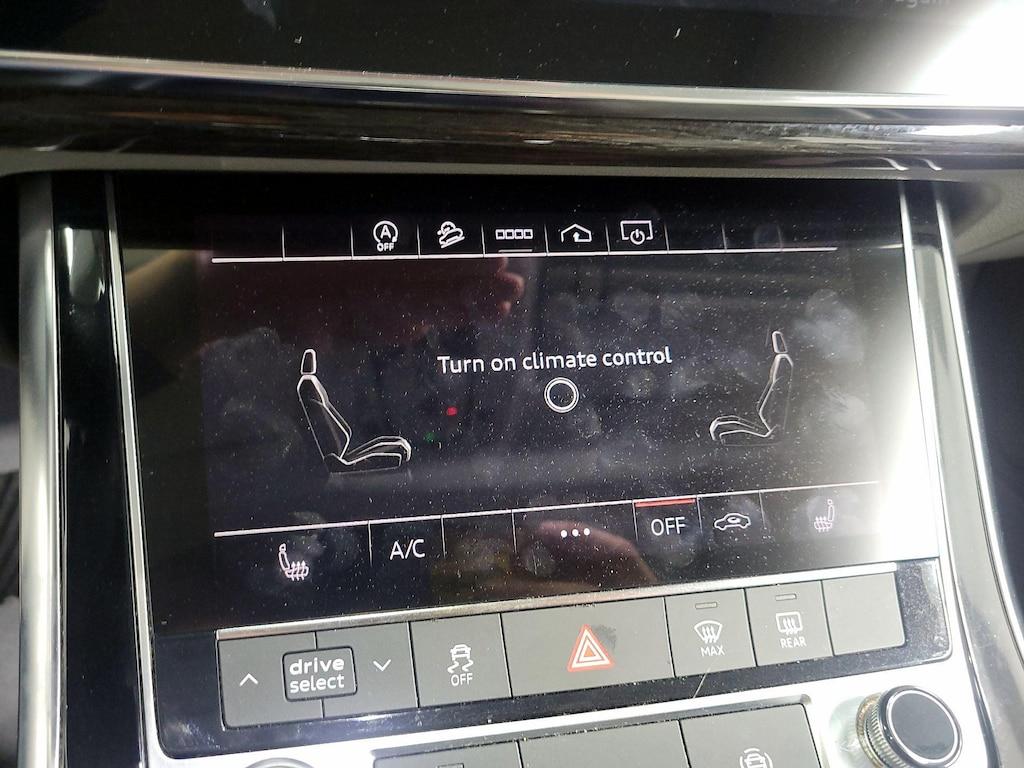 A
OFF
Turn on climate control
A/C
...
OFF
drive
select
OFF
MAX
REAR